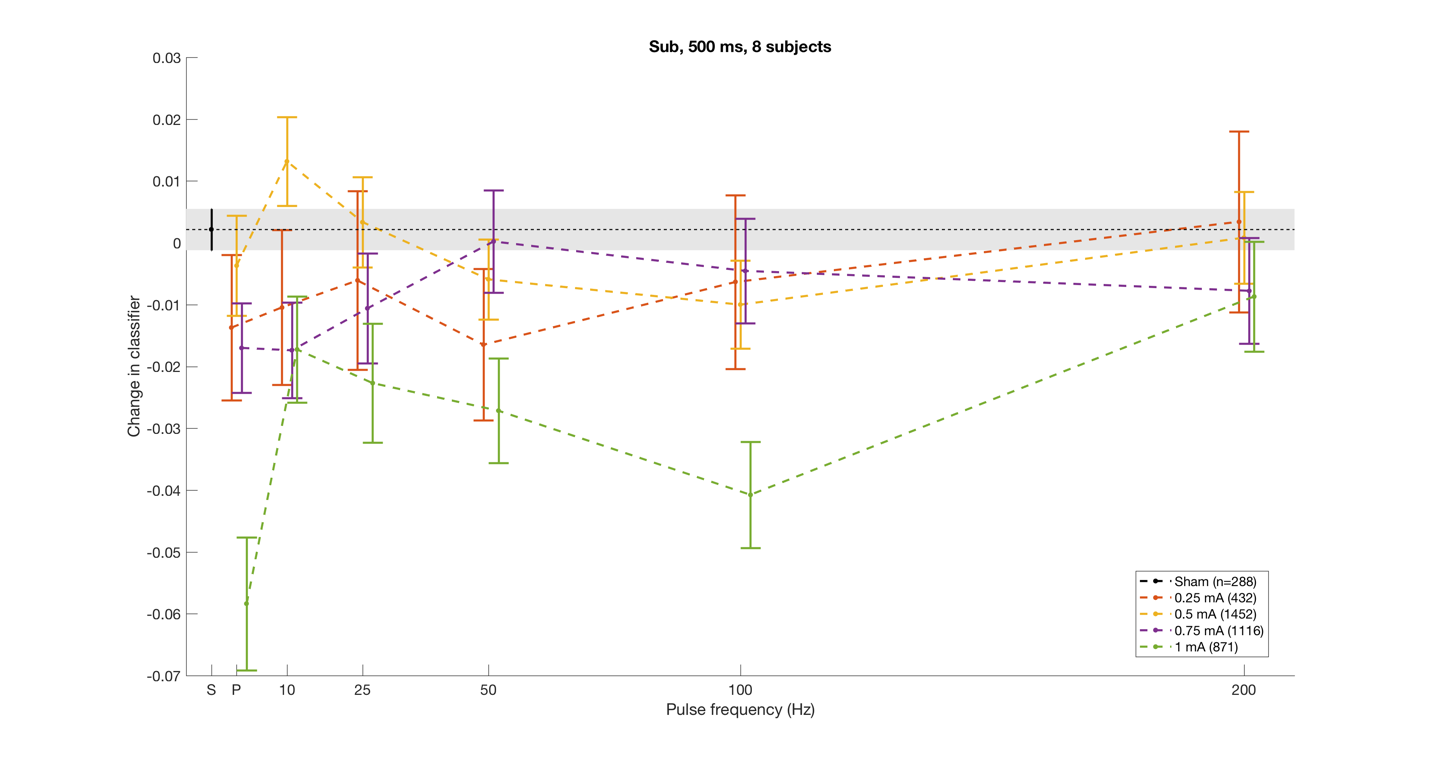 Sub, 500 ms, 8 subjects
0.03
0.02
0.01
0
-0.01
-0.02
-0.03
-0.04
-0.05
-0.06
-0.07
Change in classifier
S P 10 25 50 100 200
Pulse frequency (Hz)
Sham (n=288)
0.25 mA (432)
0.5 mA (1452)
0.75 mA (1116)
1 mA (871)